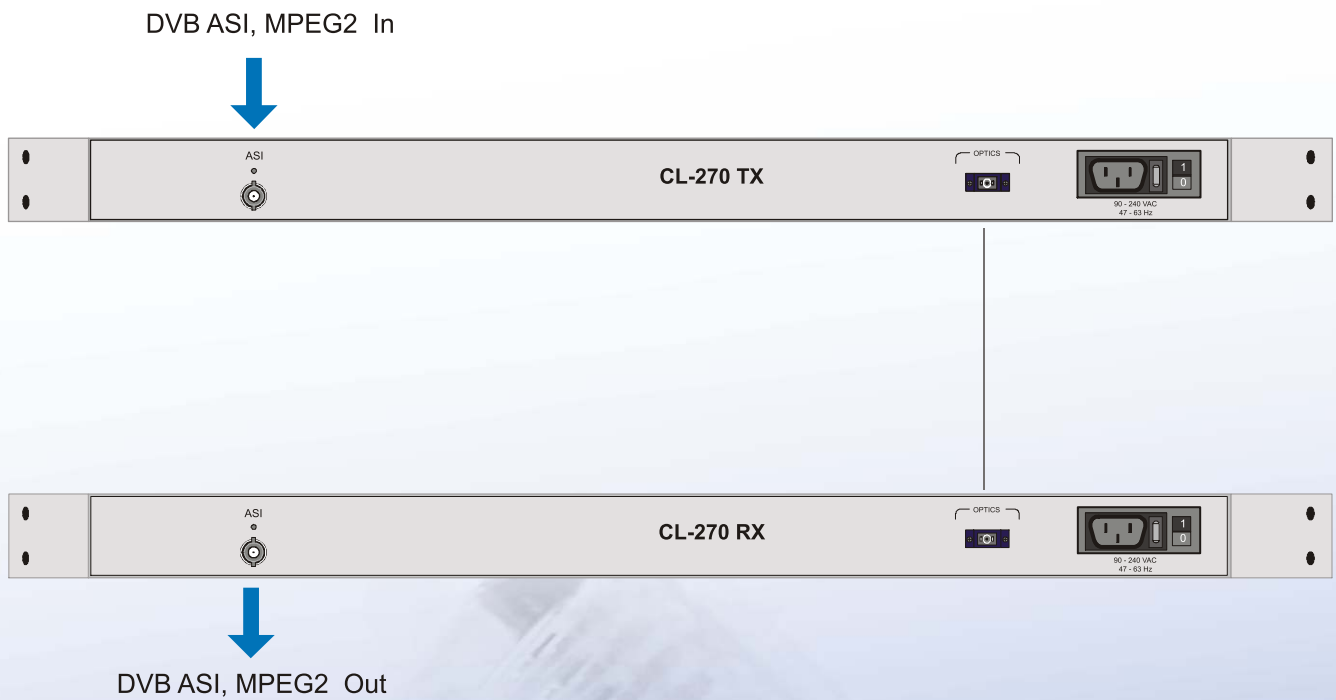 DVB ASI, MPEG2 In
ASI
CL-270 TX
OPTICS
1
0
90 - 240 VAC
47 - 63 Hz
ASI
CL-270 RX
OPTICS
1
0
90 - 240 VAC
47 - 63 Hz
DVB ASI, MPEG2 Out